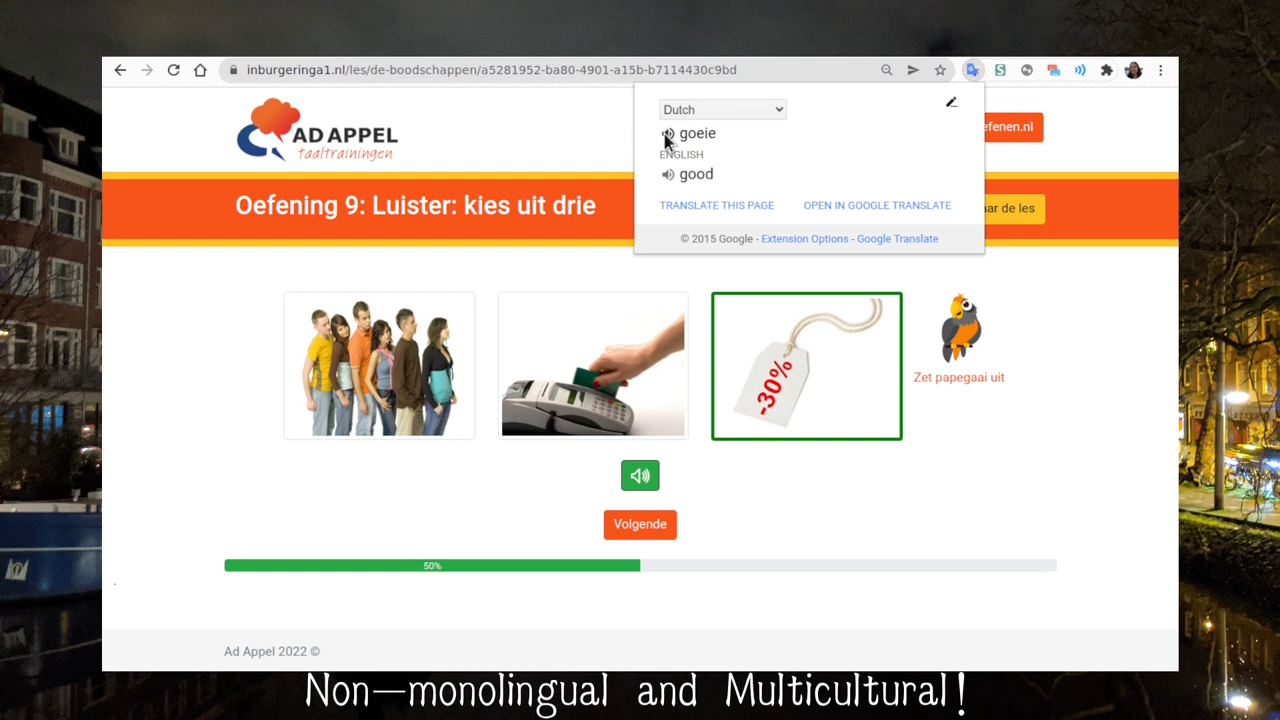 inburgeringa1.nl/les/de-boodschappen/a5281952-ba80-4901-a15b-b7114430c9bd
AD APPEL
taaltrainingen
Dutch
goeie
ENGLISH
good
TRANSLATE THIS PAGE OPEN IN GOOGLE TRANSLATE
© 2015 Google - Extension Options - Google Translate
efenen.nl
Oefening 9: Luister: kies uit drie
aar de les
-30%
Zet papegaai uit
Volgende
50%
Ad Appel 2022 ©
Non-monolingual and Multicultural!